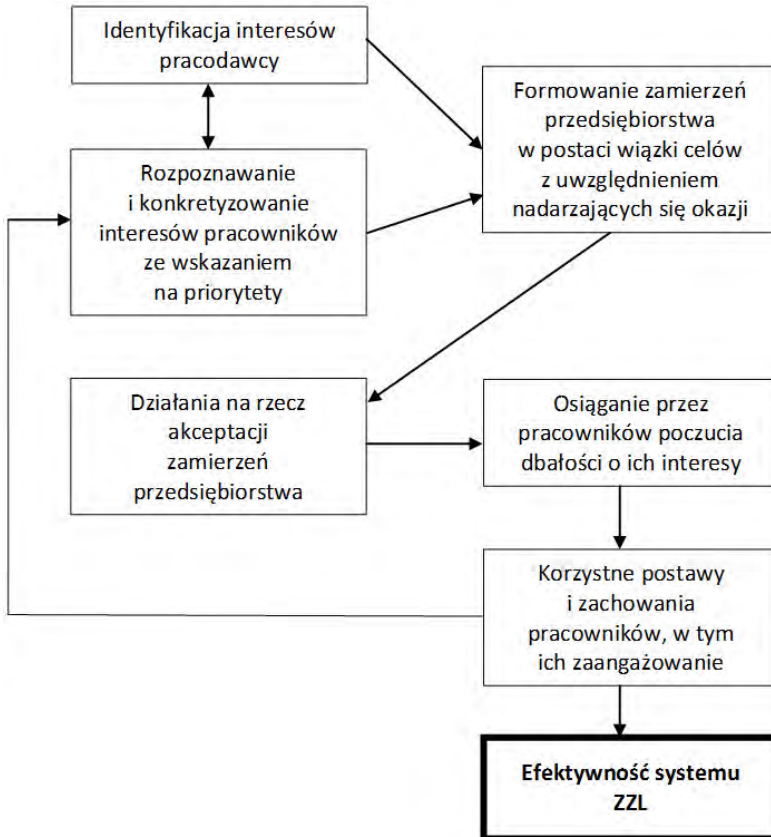 Identyfikacja interesów
pracodawcy
Formowanie zamierzeń
przedsiębiorstwa
w postaci wiązki celów
z uwzględnieniem
nadarzających się okazji
Rozpoznawanie
i konkretyzowanie
interesów pracowników
ze wskazaniem
na priorytety
Działania na rzecz
akceptacji
zamierzeń
przedsiębiorstwa
Osiąganie przez
pracowników poczucia
dbałości o ich interesy
Korzystne postawy
i zachowania
pracowników, w tym
ich zaangażowanie
Efektywność systemu
ZZL